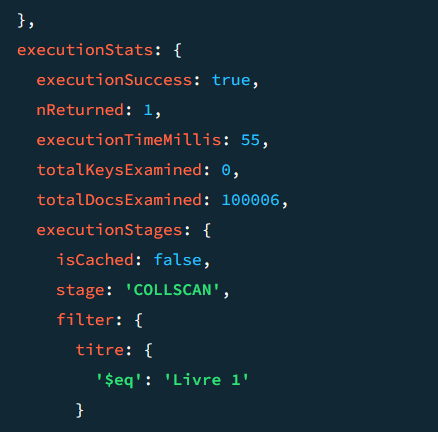 },
executionStats: {
executionSuccess: true,
nReturned: 1,
executionTimeMillis: 55,
totalKeysExamined: 0,
totalDocsExamined: 100006,
executionStages: {
isCached: false,
stage: 'COLLSCAN',
filter: {
titre: {
'$eq': 'Livre 1'
}